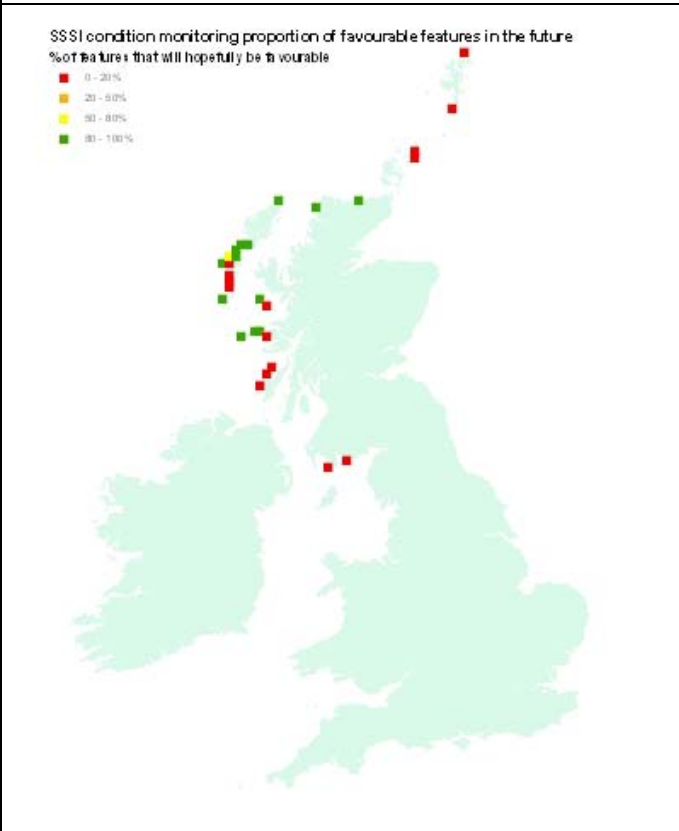 SSSI condition monitoring proportion of favourable features in the future
% of features that will hopefully be favourable
0 - 20%
20 - 50%
50 - 80%
80 - 100%